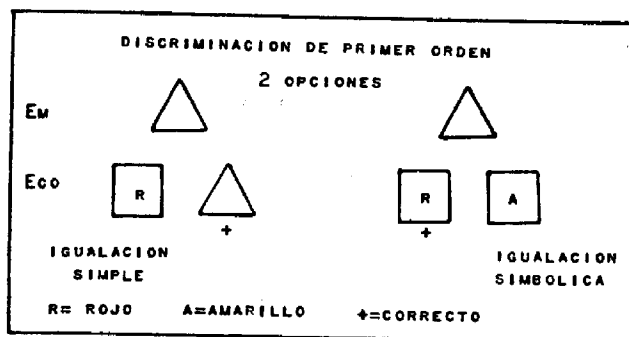 DISCRIMINACION DE PRIMER ORDEN
2 OPCIONES
EM
ECO R R A
+ +
IGUALACION SIMPLE IGUALACION SIMBOLICA
R= ROJO A=AMARILLO +=CORRECTO